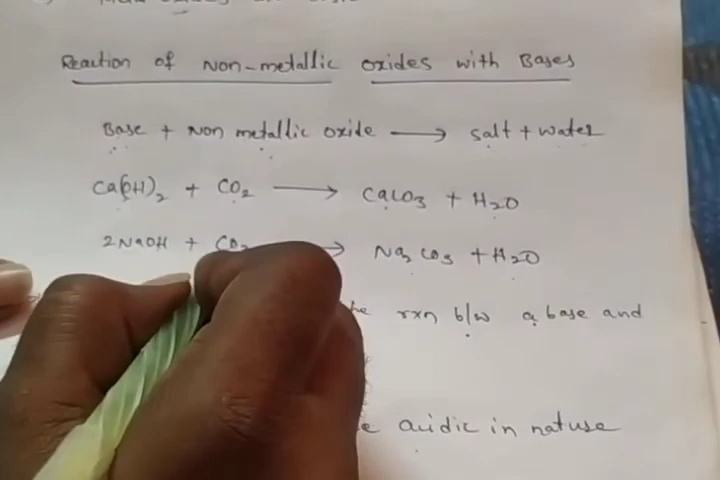 Reaction of Non-metallic oxides with Bases
Base + Non metallic oxide ⟶ salt + water
Ca(OH)₂ + CO₂ ⟶ CaCO₃ + H₂O
2NaOH + CO₂ ⟶ Na₂CO₃ + H₂O
rxn b/w a base and
acidic in nature